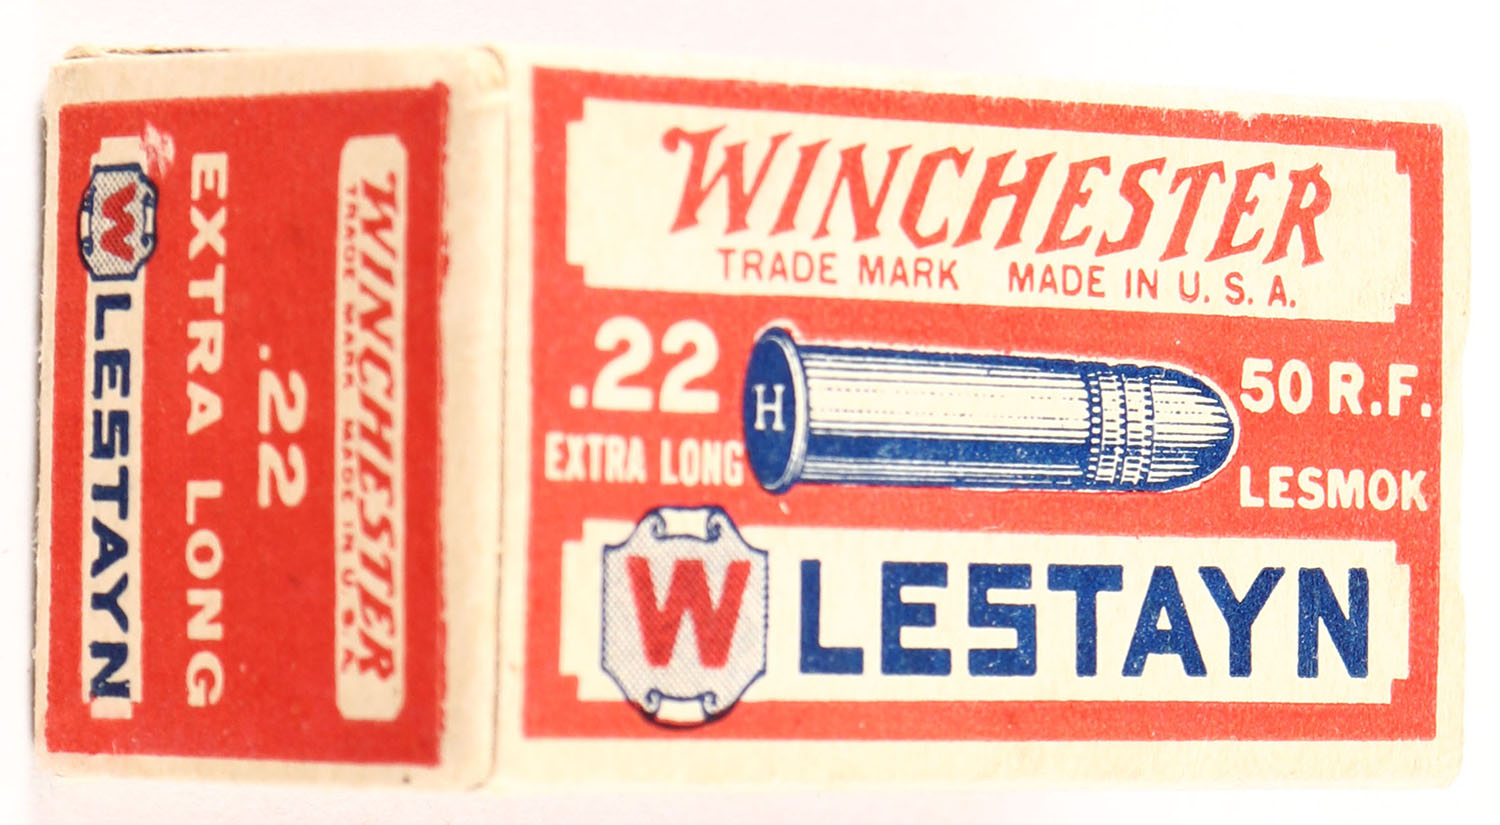 WINCHESTER
TRADE MARK MADE IN U.S.A.
.22
EXTRA LONG
H
50 R.F.
LESMOK
W LESTAYN
WINCHESTER
TRADE MARK MADE IN U.S.A.
.22
EXTRA LONG
W LESTAYN